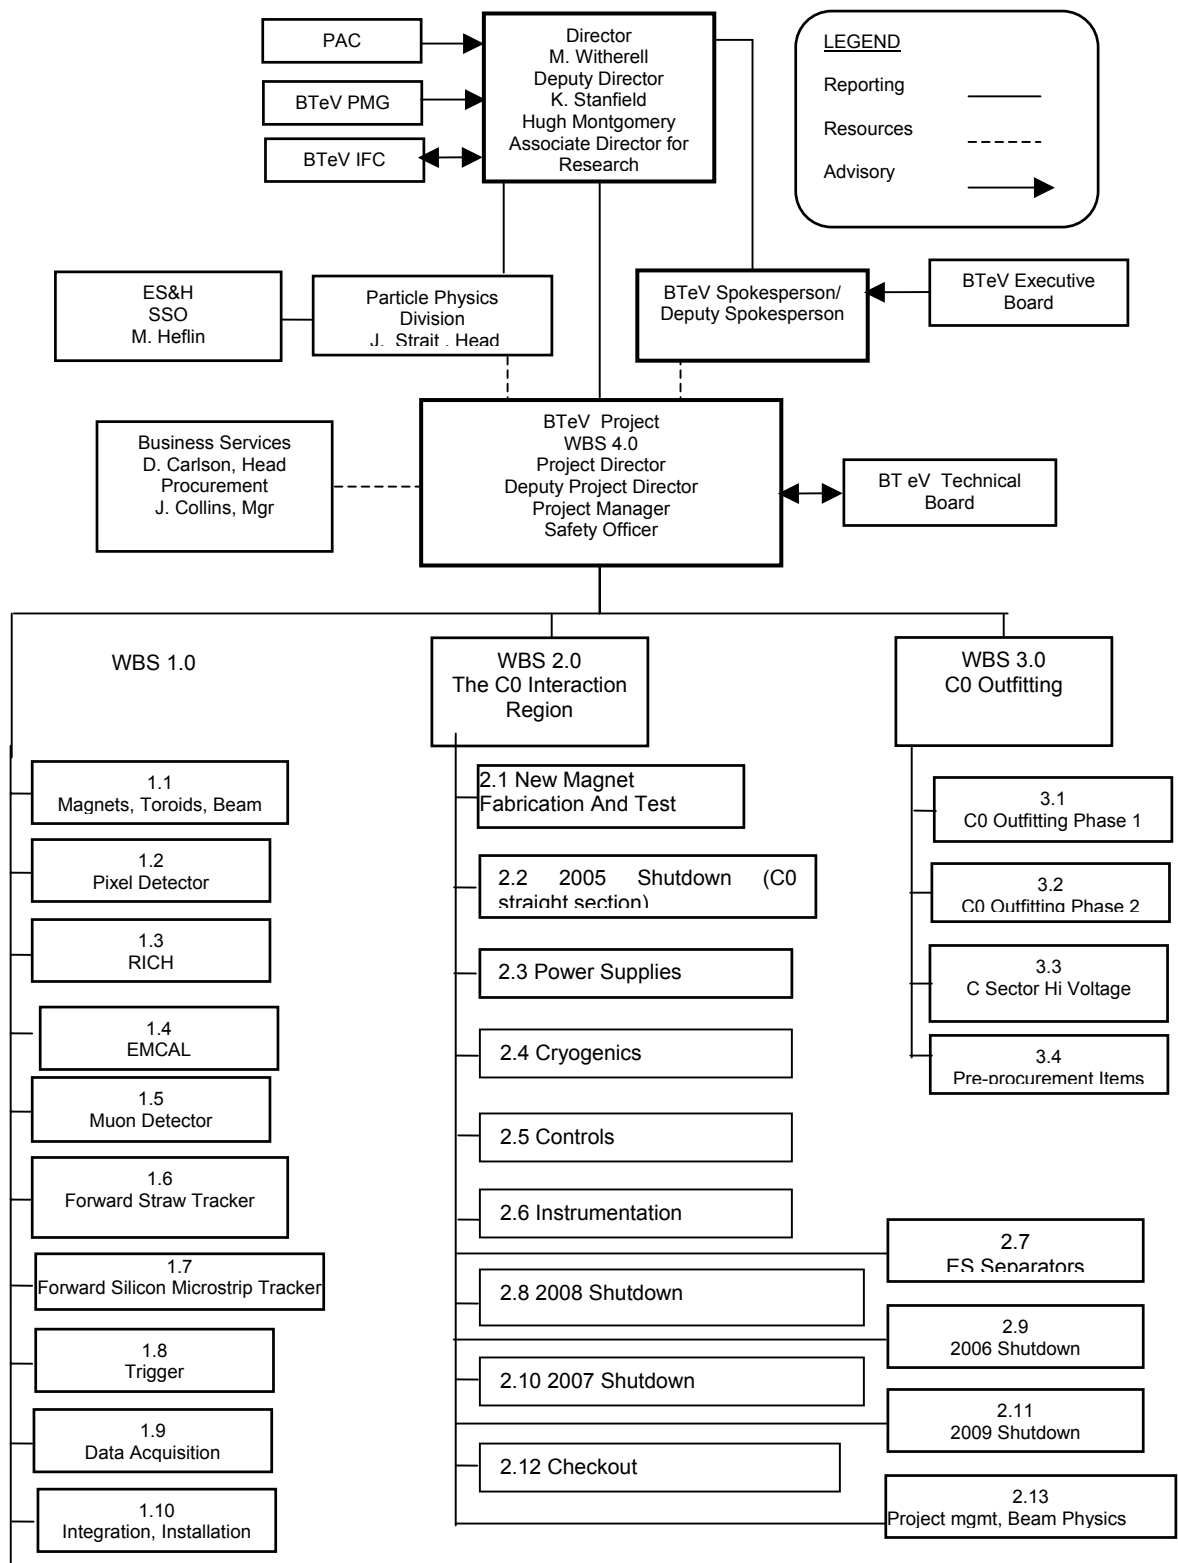 PAC
BTeV PMG
BTeV IFC
Director
M. Witherell
Deputy Director
K. Stanfield
Hugh Montgomery
Associate Director for
Research
LEGEND
Reporting
Resources
Advisory
ES&H
SSO
M. Heflin
Particle Physics
Division
J. Strait , Head
BTeV Spokesperson/
Deputy Spokesperson
BTeV Executive
Board
Business Services
D. Carlson, Head
Procurement
J. Collins, Mgr
BTeV Project
WBS 4.0
Project Director
Deputy Project Director
Project Manager
Safety Officer
BT eV Technical
Board
WBS 1.0
WBS 2.0
The C0 Interaction
Region
WBS 3.0
C0 Outfitting
1.1
Magnets, Toroids, Beam
1.2
Pixel Detector
1.3
RICH
1.4
EMCAL
1.5
Muon Detector
1.6
Forward Straw Tracker
1.7
Forward Silicon Microstrip Tracker
1.8
Trigger
1.9
Data Acquisition
1.10
Integration, Installation
2.1 New Magnet
Fabrication And Test
2.2 2005 Shutdown (C0
straight section)
2.3 Power Supplies
2.4 Cryogenics
2.5 Controls
2.6 Instrumentation
2.7
ES Separators
2.8 2008 Shutdown
2.9
2006 Shutdown
2.10 2007 Shutdown
2.11
2009 Shutdown
2.12 Checkout
2.13
Project mgmt, Beam Physics
3.1
C0 Outfitting Phase 1
3.2
C0 Outfitting Phase 2
3.3
C Sector Hi Voltage
3.4
Pre-procurement Items